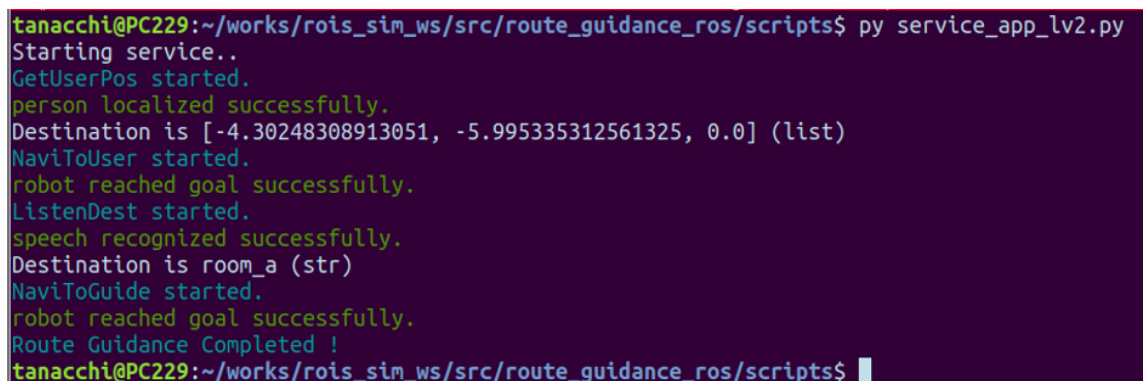 tanacchi@PC229:~/works/rois_sim_ws/src/route_guidance_ros/scripts$ py service_app_lv2.py
Starting service..
GetUserPos started.
person localized successfully.
Destination is [-4.30248308913051, -5.995335312561325, 0.0] (list)
NaviToUser started.
robot reached goal successfully.
ListenDest started.
speech recognized successfully.
Destination is room_a (str)
NaviToGuide started.
robot reached goal successfully.
Route Guidance Completed !
tanacchi@PC229:~/works/rois_sim_ws/src/route_guidance_ros/scripts$